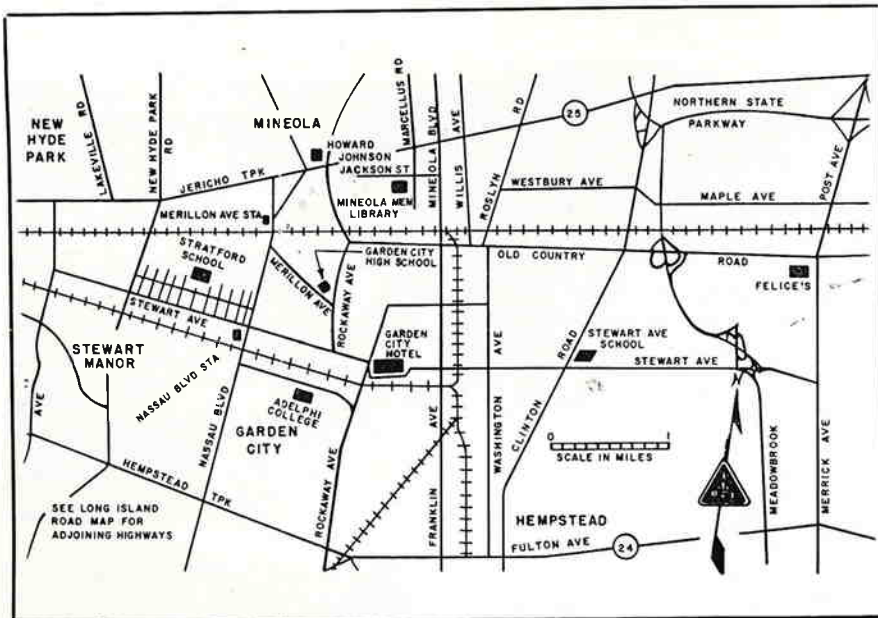 NEW
HYDE
PARK
LAKEVILLE RD
NEW HYDE PARK
RD
JERICHO TPK
MINEOLA
HOWARD
JOHNSON
JACKSON ST
MARCELLUS RD
MINEOLA BLVD
WILLIS AVE
ROSLYN RD
25
NORTHERN STATE
PARKWAY
POST AVE
WESTBURY AVE
MAPLE AVE
MINEOLA MEM
LIBRARY
MERILLON AVE STA
STRATFORD
SCHOOL
MERILLON AVE
ROCKAWAY AVE
GARDEN CITY
HIGH SCHOOL
OLD COUNTRY
ROAD
FELICE'S
STEWART AVE
STEWART
MANOR
NASSAU BLVD STA
GARDEN
CITY
HOTEL
AVE
STEWART AVE
SCHOOL
STEWART AVE
ADELPHI
COLLEGE
GARDEN
CITY
NASSAU BLVD
AVE
HEMPSTEAD TPK
ROCKAWAY AVE
FRANKLIN AVE
WASHINGTON
CLINTON ROAD
SCALE IN MILES
0 1
MEADOWBROOK
MERRICK AVE
SEE LONG ISLAND
ROAD MAP FOR
ADJOINING HIGHWAYS
HEMPSTEAD
FULTON AVE
24